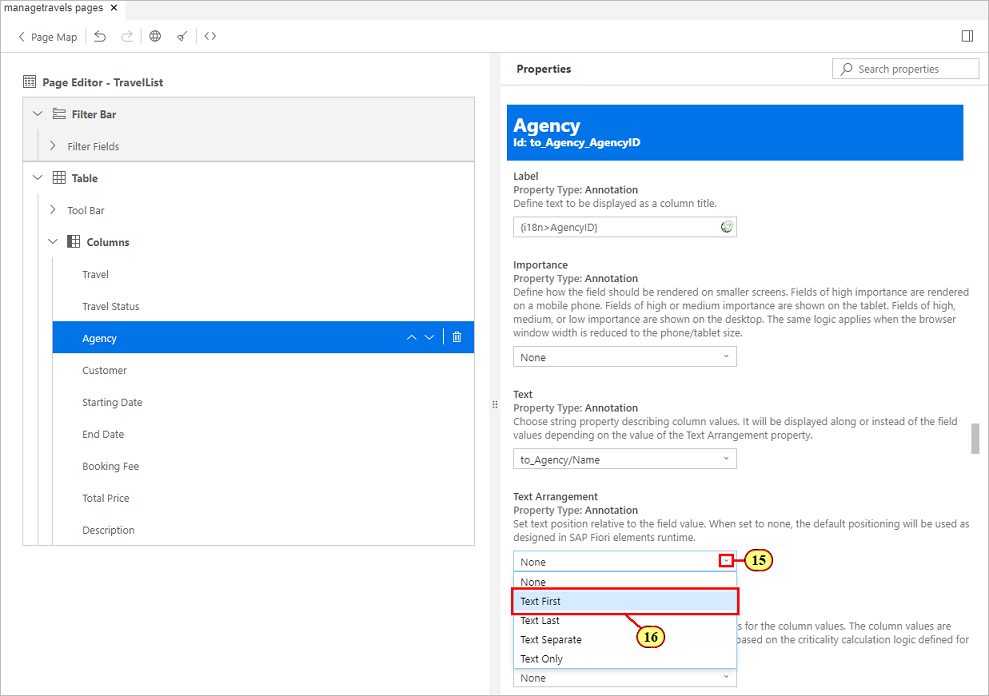 managetravels pages ×
Page Map
Page Editor - TravelList
Filter Bar
Filter Fields
Table
Tool Bar
Columns
Travel
Travel Status
Agency
Customer
Starting Date
End Date
Booking Fee
Total Price
Description
Properties
Search properties
Agency
Id: to_Agency_AgencyID
Label
Property Type: Annotation
Define text to be displayed as a column title.
{i18n>AgencyID}
Importance
Property Type: Annotation
Define how the field should be rendered on smaller screens. Fields of high importance are rendered
on a mobile phone. Fields of high or medium importance are shown on the tablet. Fields of high,
medium, or low importance are shown on the desktop. The same logic applies when the browser
window width is reduced to the phone/tablet size.
None
Text
Property Type: Annotation
Choose string property describing column values. It will be displayed along or instead of the field
values depending on the value of the Text Arrangement property.
to_Agency/Name
Text Arrangement
Property Type: Annotation
Set text position relative to the field value. When set to none, the default positioning will be used as
designed in SAP Fiori elements runtime.
None
15
None
Text First
Text Last
s for the column values. The column values are
16
Text Separate
based on the criticality calculation logic defined for
Text Only
None